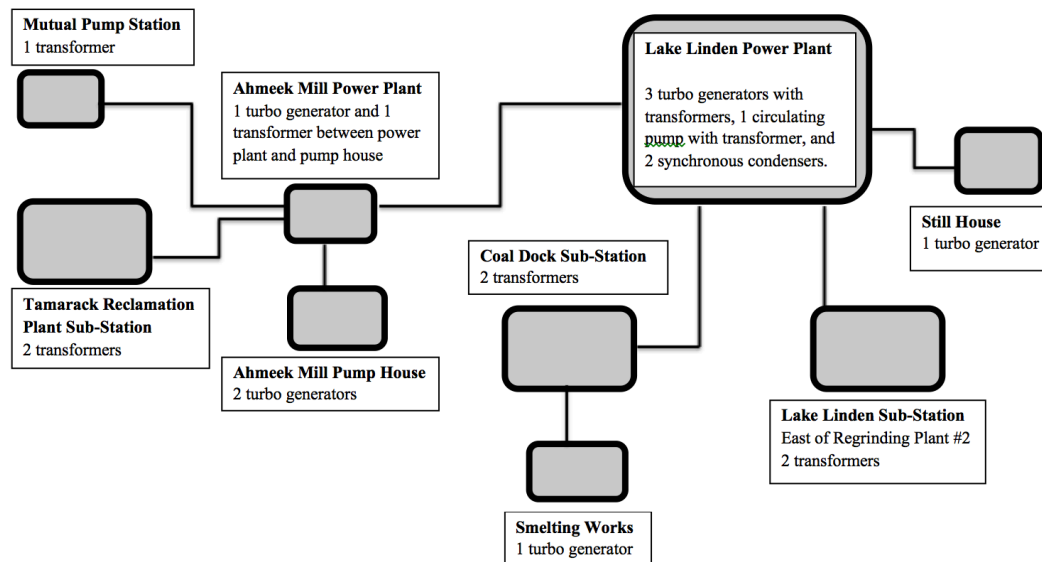 Mutual Pump Station
1 transformer
Ahmeek Mill Power Plant
1 turbo generator and 1
transformer between power
plant and pump house
Lake Linden Power Plant
3 turbo generators with
transformers, 1 circulating
pump with transformer, and
2 synchronous condensers.
Still House
1 turbo generator
Coal Dock Sub-Station
2 transformers
Tamarack Reclamation
Plant Sub-Station
2 transformers
Ahmeek Mill Pump House
2 turbo generators
Lake Linden Sub-Station
East of Regrinding Plant #2
2 transformers
Smelting Works
1 turbo generator